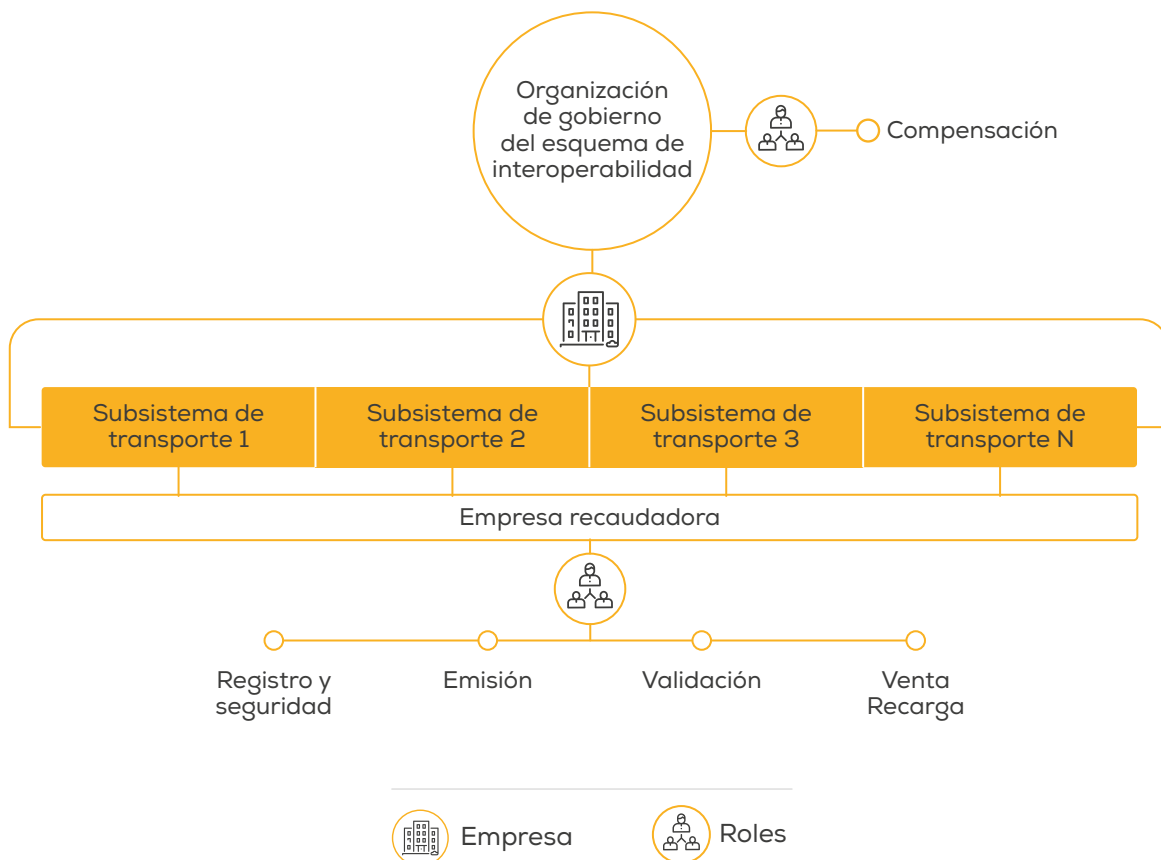 Organización
de gobierno
del esquema de
interoperabilidad
Compensación
Subsistema de
transporte 1
Subsistema de
transporte 2
Subsistema de
transporte 3
Subsistema de
transporte N
Empresa recaudadora
Registro y
seguridad
Emisión
Validación
Venta
Recarga
Empresa
Roles